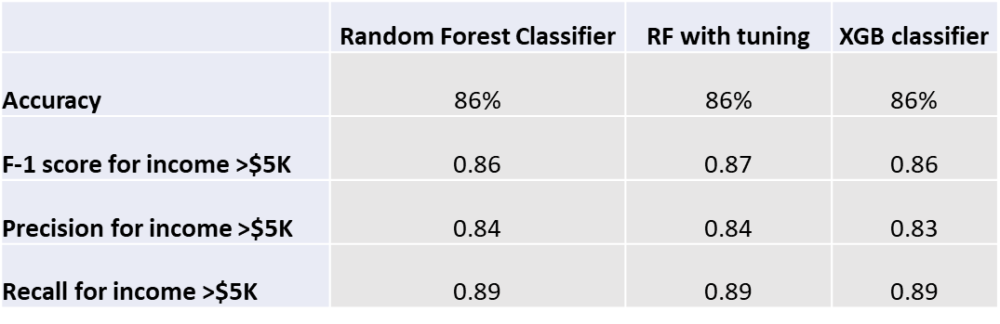 Random Forest Classifier RF with tuning XGB classifier
Accuracy 86% 86% 86%
F-1 score for income >$5K 0.86 0.87 0.86
Precision for income >$5K 0.84 0.84 0.83
Recall for income >$5K 0.89 0.89 0.89